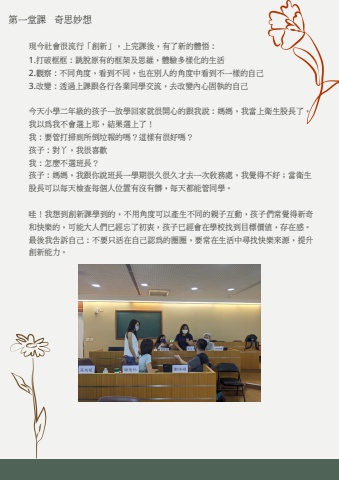 第一堂課 奇思妙想
現今社會很流行「創新」，上完課後，有了新的體悟：
1.打破框框：跳脫原有的框架及思維，體驗多樣化的生活
2.觀察：不同角度，看到不同，也在別人的角度中看到不一樣的自己
3.改變：透過上課跟各行各業同學交流，去改變內心固執的自己
今天小學二年級的孩子一放學回家就很開心的跟我說：媽媽，我當上衛生股長了，
我以為我不會選上耶，結果選上了！
我：要管打掃廁所倒垃圾的嗎？這樣有很好嗎？
孩子：對丫，我很喜歡
我：怎麼不選班長？
孩子：媽媽，我跟你說班長一學期很久很久才去一次教務處，我覺得不好；當衛生
股長可以每天檢查每個人位置有沒有髒，每天都能管同學。
哇！我想到創新課學到的，不用角度可以產生不同的親子互動，孩子們常覺得新奇
和快樂的，可能大人們已經忘了初衷，孩子已經會在學校找到目標價值，存在感。
最後我告訴自己：不要只活在自己認為的圈圈，要常在生活中尋找快樂來源，提升
創新能力。